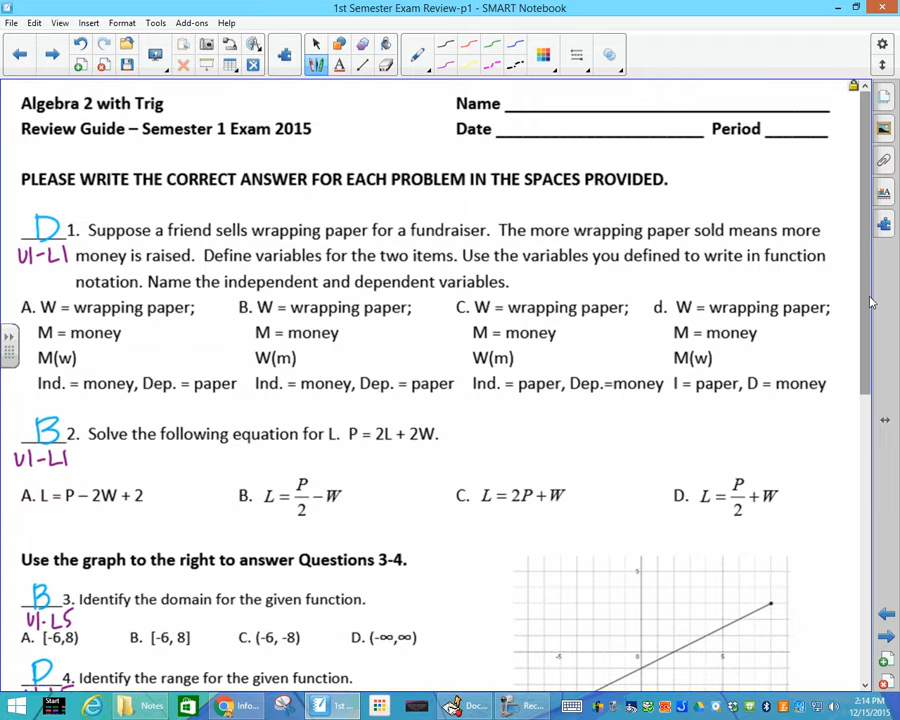 1st Semester Exam Review-p1 - SMART Notebook
File Edit View Insert Format Tools Add-ons Help
Algebra 2 with Trig Name
Review Guide – Semester 1 Exam 2015 Date Period
PLEASE WRITE THE CORRECT ANSWER FOR EACH PROBLEM IN THE SPACES PROVIDED.
D 1. Suppose a friend sells wrapping paper for a fundraiser. The more wrapping paper sold means more
U1-L1 money is raised. Define variables for the two items. Use the variables you defined to write in function
notation. Name the independent and dependent variables.
A. W = wrapping paper; B. W = wrapping paper; C. W = wrapping paper; d. W = wrapping paper;
M = money M = money M = money M = money
M(w) W(m) W(m) M(w)
Ind. = money, Dep. = paper Ind. = money, Dep. = paper Ind. = paper, Dep.=money I = paper, D = money
B 2. Solve the following equation for L. P = 2L + 2W.
U1-L1
A. L = P – 2W + 2 B. L = P/2 − W C. L = 2P + W D. L = P/2 + W
Use the graph to the right to answer Questions 3-4.
B 3. Identify the domain for the given function.
U1-L5
A. [-6,8) B. [-6, 8] C. (-6, -8) D. (-∞,∞)
D 4. Identify the range for the given function.
5
-5 0 5
Start Notes Info... 1st ... Doc... Rec...
2:14 PM
12/15/2015